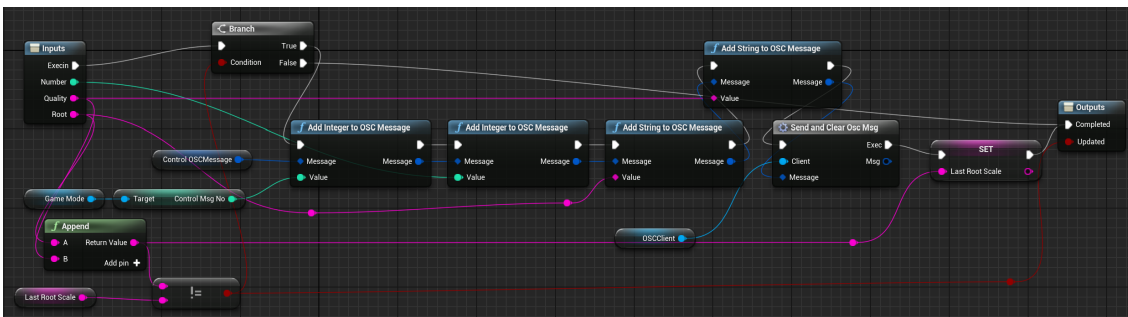 Inputs
Execin
Number
Quality
Root
Branch
True
Condition
False
Add String to OSC Message
Message
Message
Value
Outputs
Completed
Updated
Add Integer to OSC Message
Message
Message
Value
Add Integer to OSC Message
Message
Message
Value
Add String to OSC Message
Message
Message
Value
Send and Clear Osc Msg
Exec
Client
Msg
Message
SET
Last Root Scale
Control OSCMessage
Game Mode
Target
Control Msg No
Append
A
Return Value
B
Add pin +
OSCClient
Last Root Scale
!=